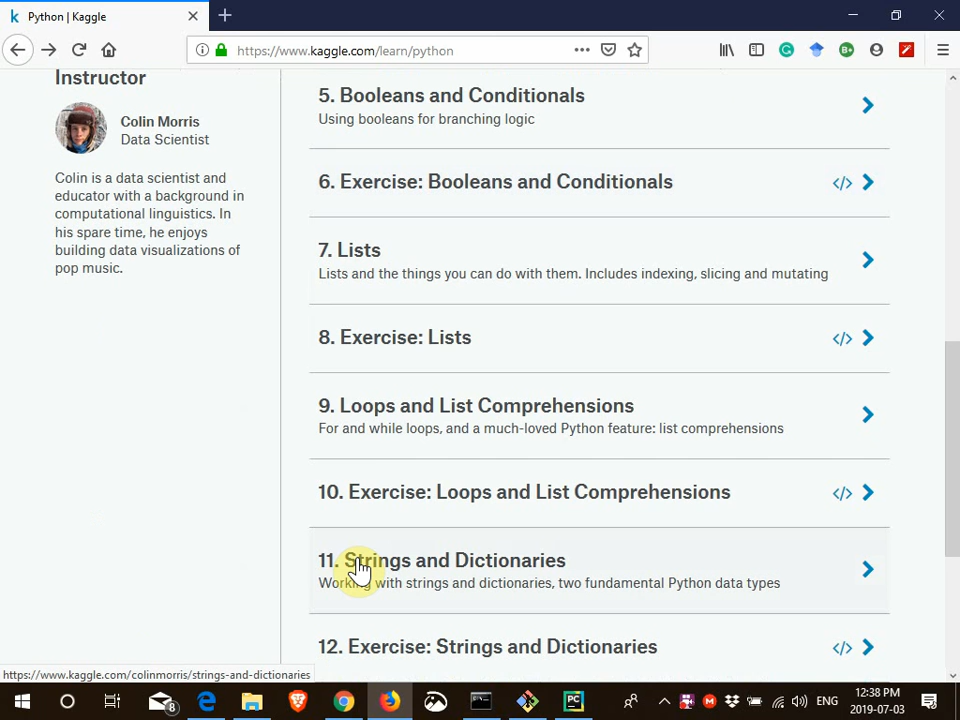 Python | Kaggle
https://www.kaggle.com/learn/python
Instructor
Colin Morris
Data Scientist
Colin is a data scientist and
educator with a background in
computational linguistics. In
his spare time, he enjoys
building data visualizations of
pop music.
5. Booleans and Conditionals
Using booleans for branching logic
6. Exercise: Booleans and Conditionals
</>
7. Lists
Lists and the things you can do with them. Includes indexing, slicing and mutating
8. Exercise: Lists
</>
9. Loops and List Comprehensions
For and while loops, and a much-loved Python feature: list comprehensions
10. Exercise: Loops and List Comprehensions
</>
11. Strings and Dictionaries
Working with strings and dictionaries, two fundamental Python data types
12. Exercise: Strings and Dictionaries
</>
https://www.kaggle.com/colinmorris/strings-and-dictionaries
8
PC
ENG
12:38 PM
2019-07-03